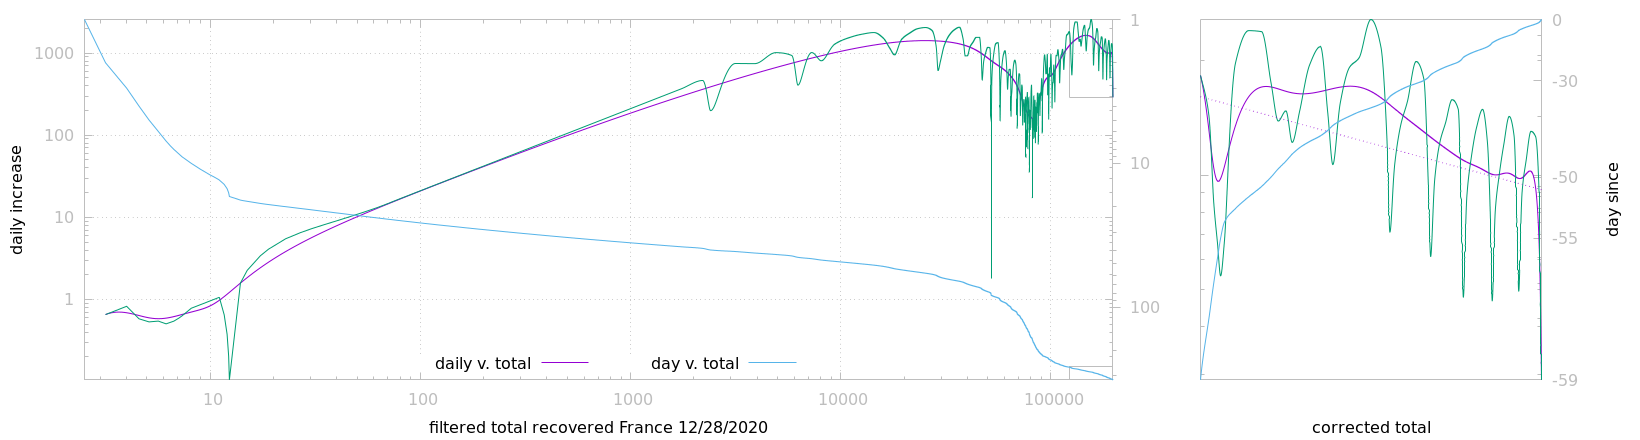 daily increase
1000
100
10
1
10
100
1000
10000
100000
1
10
100
daily v. total
day v. total
filtered total recovered France 12/28/2020
0
-30
-50
-55
-59
day since
corrected total